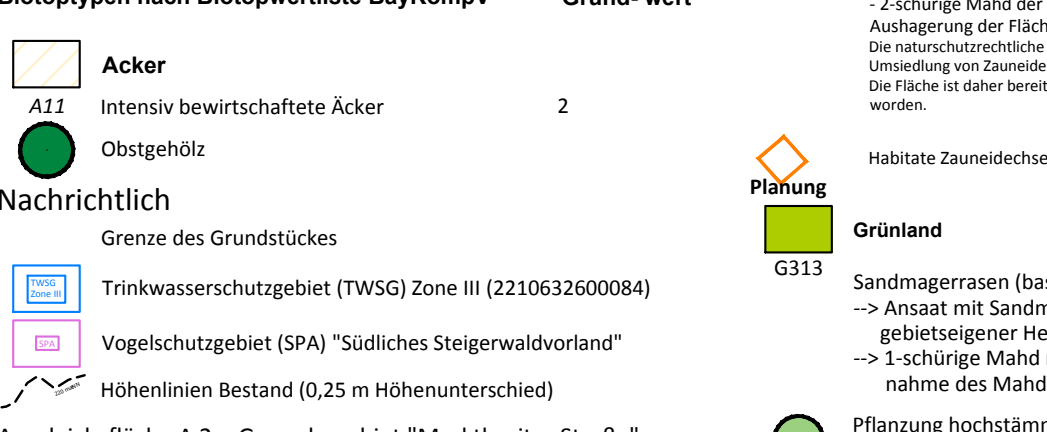 Biotoptypen nach Biotopwertliste BayKompV Grund- wert
Acker
A11 Intensiv bewirtschaftete Äcker 2
Obstgehölz
Nachrichtlich
Grenze des Grundstückes
TWSG
Zone III
Trinkwasserschutzgebiet (TWSG) Zone III (2210632600084)
SPA
Vogelschutzgebiet (SPA) "Südliches Steigerwaldvorland"
Höhenlinien Bestand (0,25 m Höhenunterschied)
- 2-schürige Mahd der
Aushagerung der Fläch
Die naturschutzrechtliche
Umsiedlung von Zauneide
Die Fläche ist daher bereit
worden.
Habitate Zauneidechse
Planung
Grünland
G313
Sandmagerrasen (bas
--> Ansaat mit Sandm
gebietseigener He
--> 1-schürige Mahd
nahme des Mahd
Pflanzung hochstämm